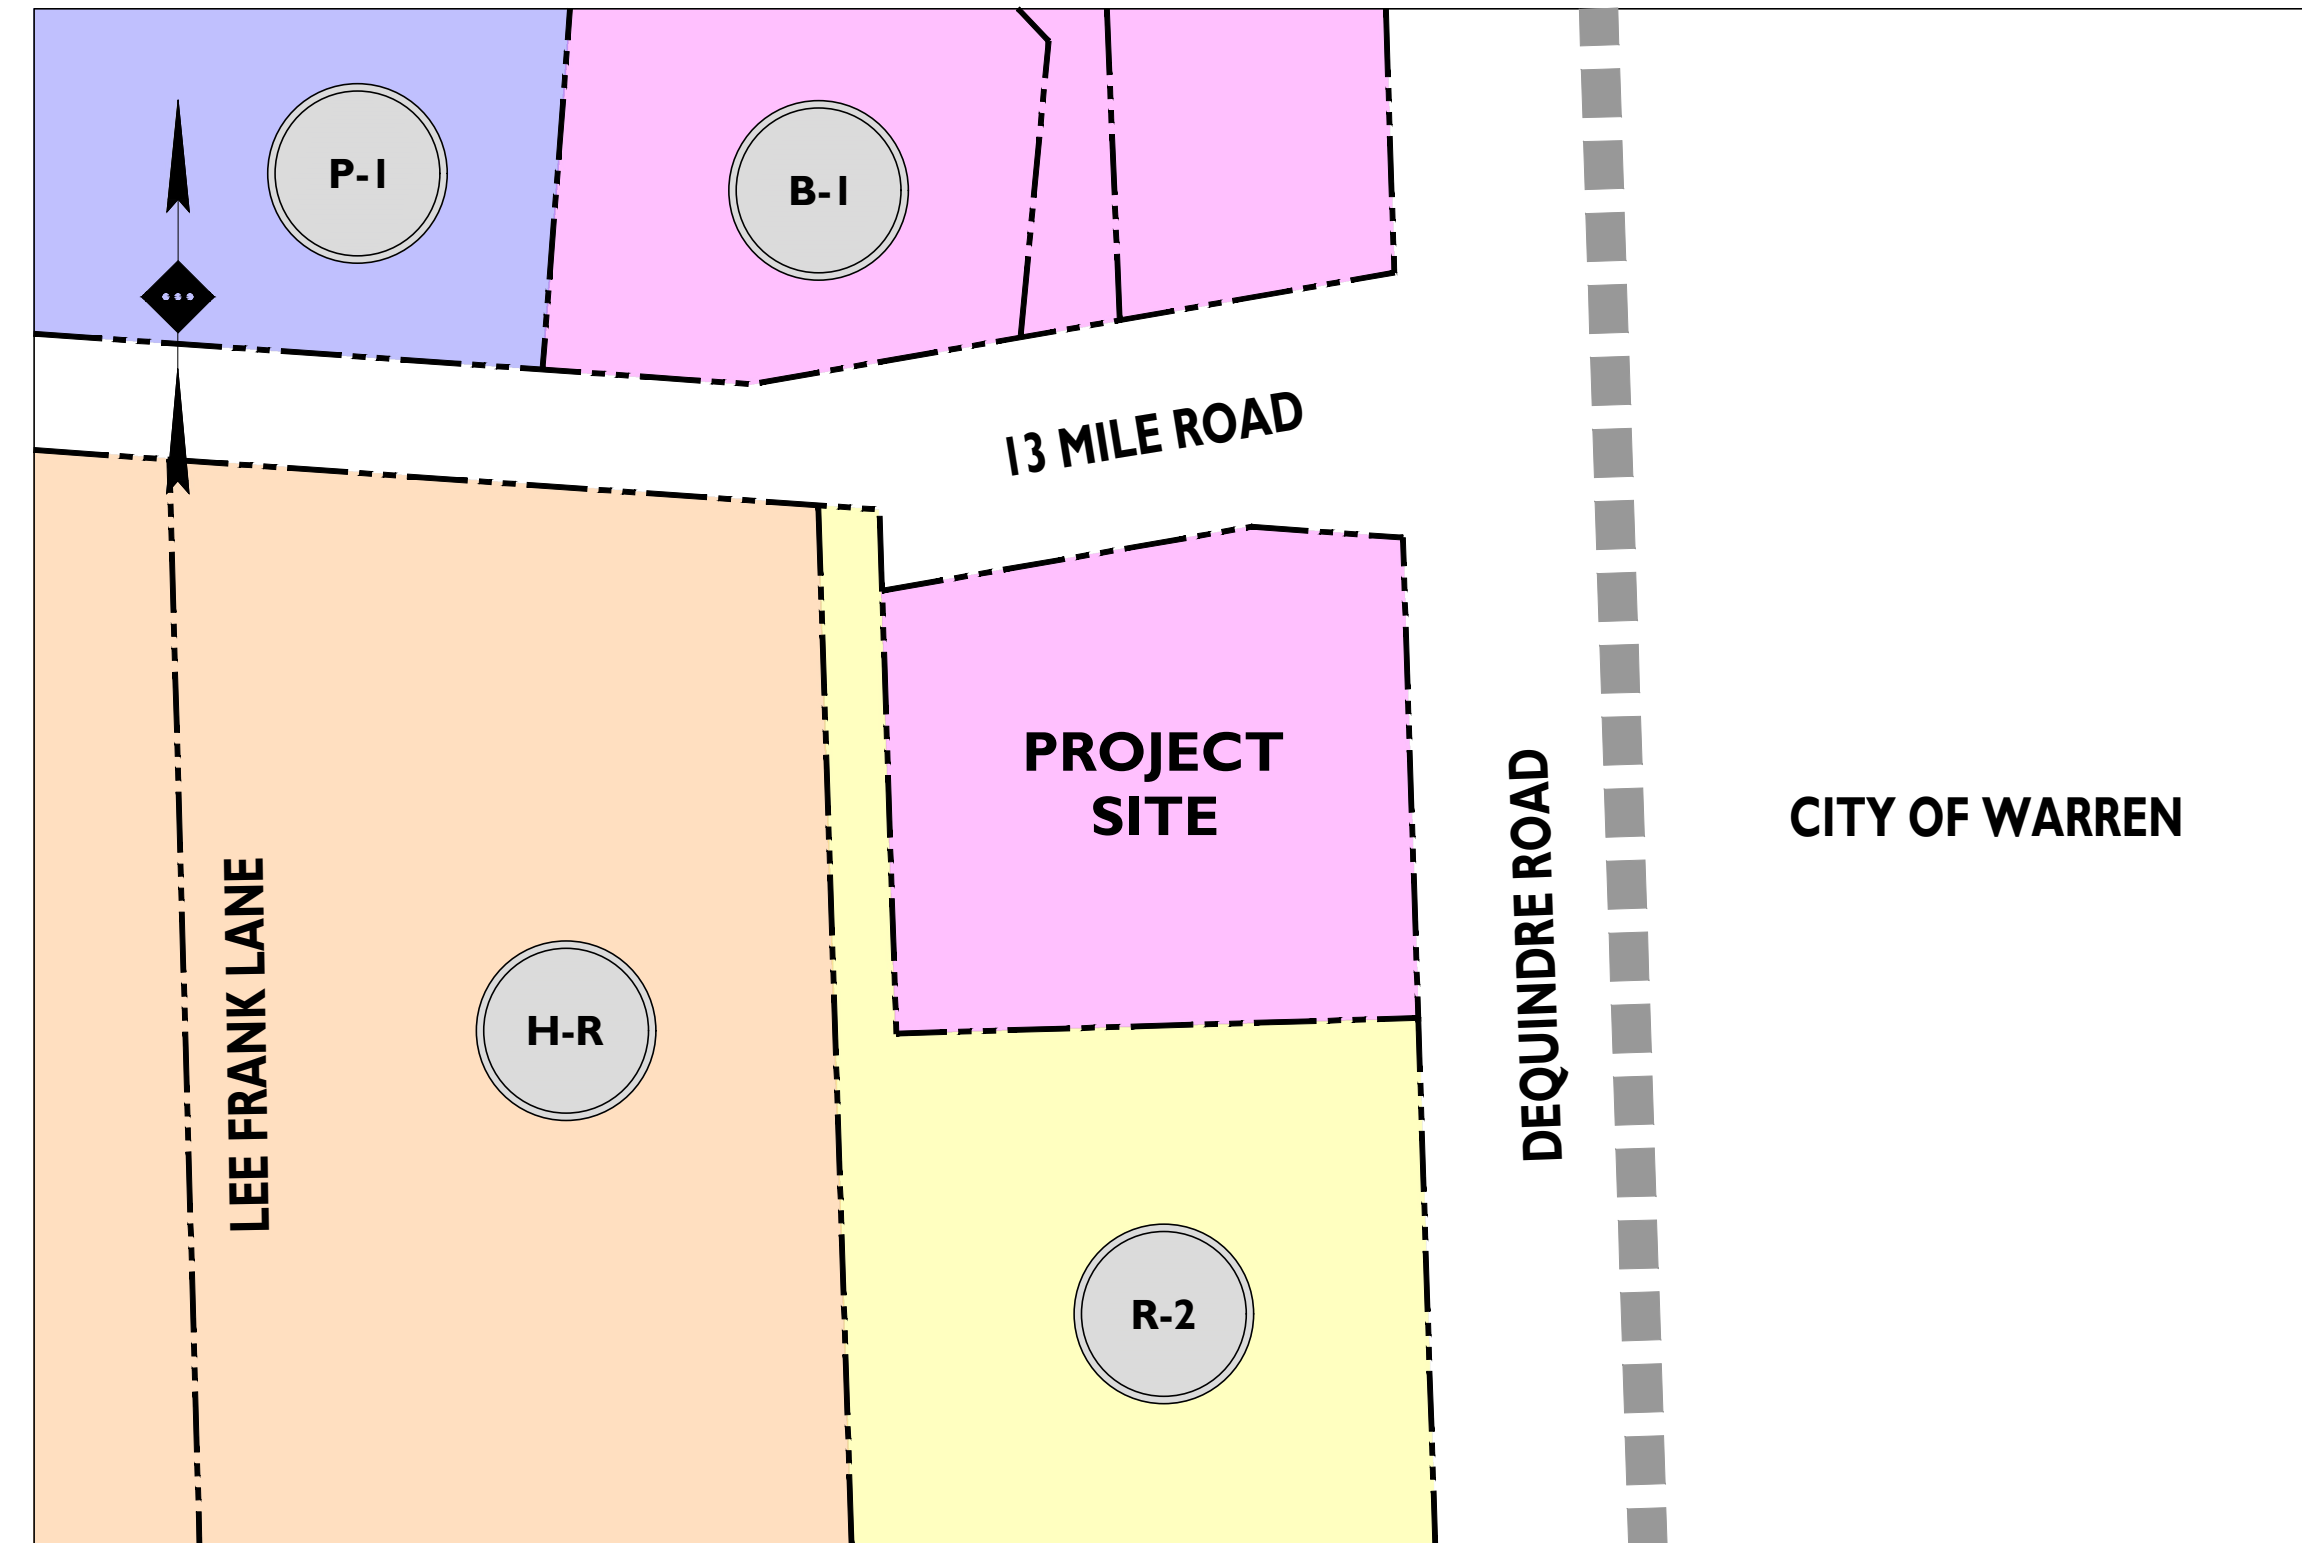 P-1
B-1
13 MILE ROAD
PROJECT
SITE
CITY OF WARREN
DEQUINDRE ROAD
LEE FRANK LANE
H-R
R-2